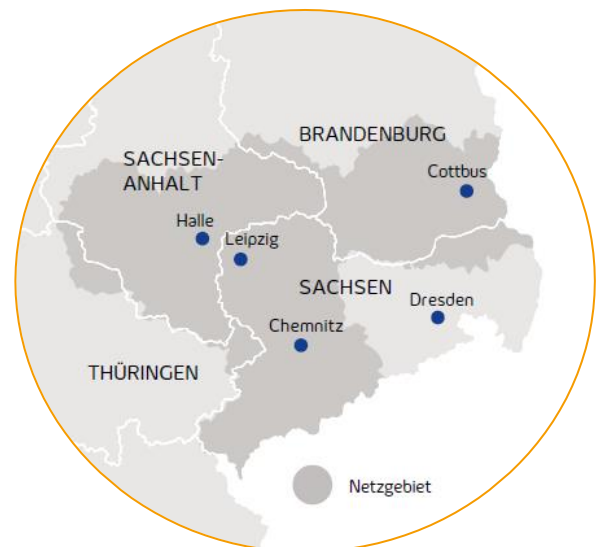 BRANDENBURG
SACHSEN-
ANHALT
Cottbus
Halle
Leipzig
SACHSEN
Dresden
Chemnitz
THÜRINGEN
Netzgebiet